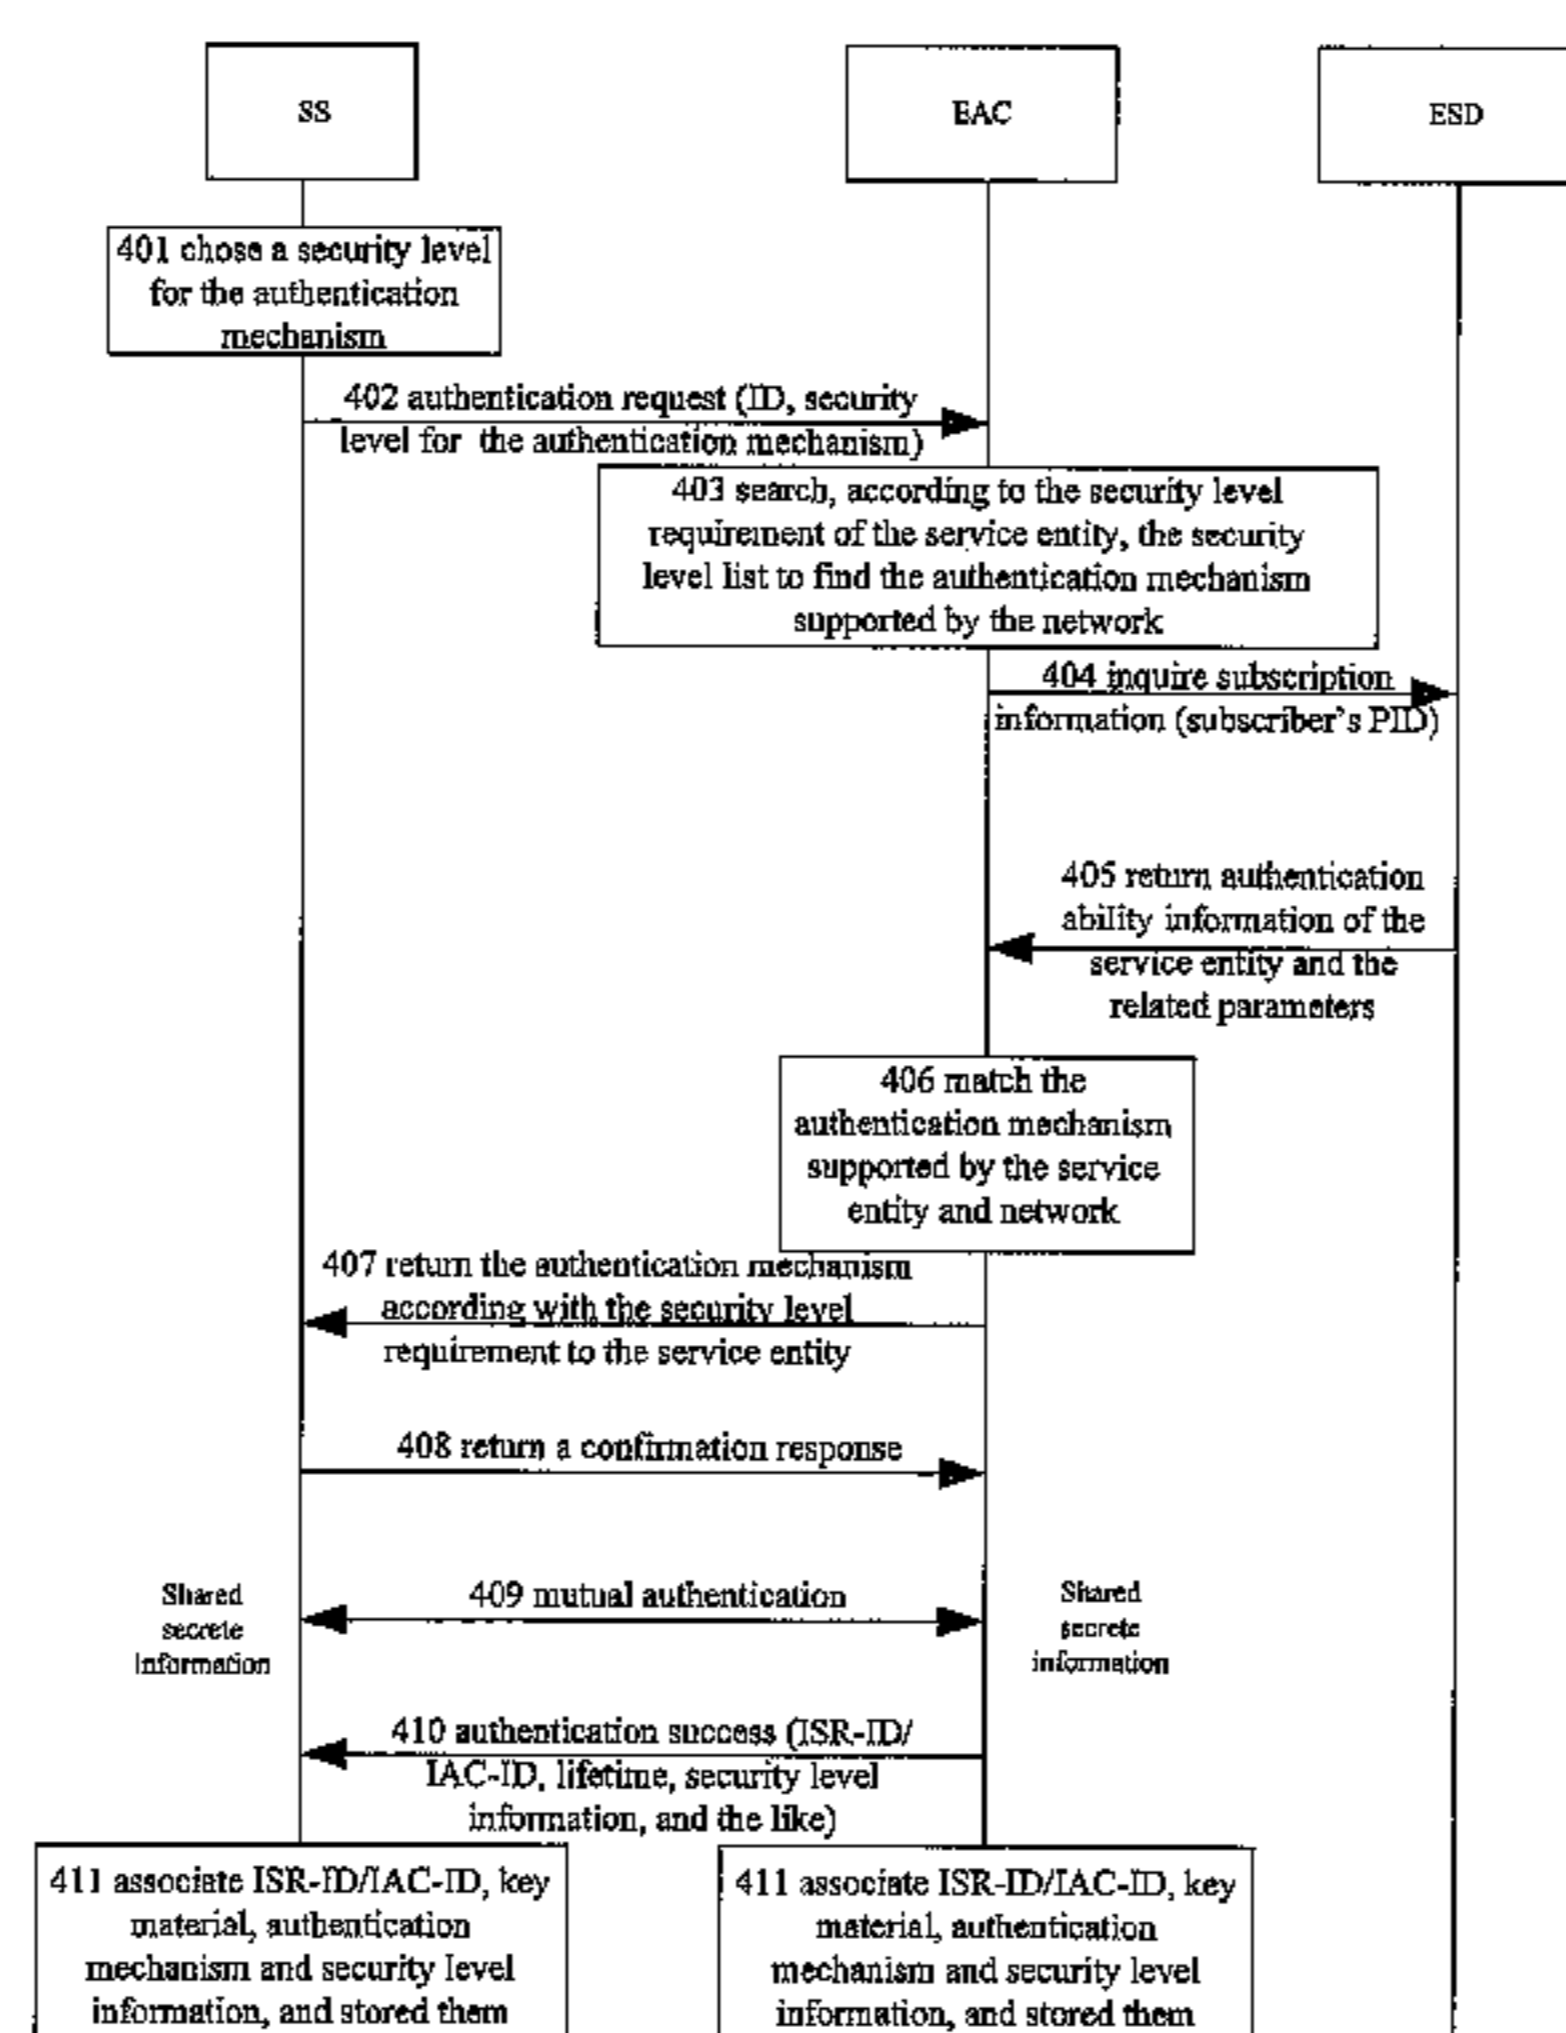 SS
EAC
ESD
401 chose a security level
for the authentication
mechanism
402 authentication request (ID, security
level for the authentication mechanism)
403 search, according to the security level
requirement of the service entity, the security
level list to find the authentication mechanism
supported by the network
404 inquire subscription
information (subscriber's PID)
405 return authentication
ability information of the
service entity and the
related parameters
406 match the
authentication mechanism
supported by the service
entity and network
407 return the authentication mechanism
according with the security level
requirement to the service entity
408 return a confirmation response
Shared
secrete
information
409 mutual authentication
Shared
secrete
information
410 authentication success (ISR-ID/
IAC-ID, lifetime, security level
information, and the like)
411 associate ISR-ID/IAC-ID, key
material, authentication
mechanism and security level
information, and stored them
411 associate ISR-ID/IAC-ID, key
material, authentication
mechanism and security level
information, and stored them